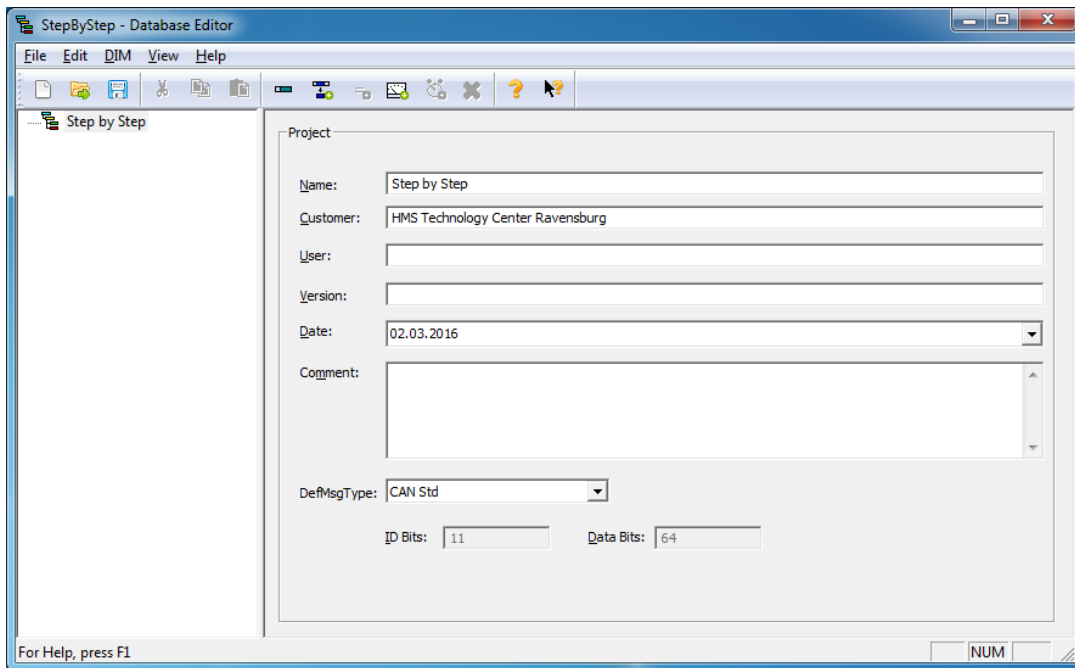 StepByStep - Database Editor
File Edit DIM View Help
Step by Step
Project
Name: Step by Step
Customer: HMS Technology Center Ravensburg
User:
Version:
Date: 02.03.2016
Comment:
DefMsgType: CAN Std
ID Bits: 11 Data Bits: 64
For Help, press F1 NUM